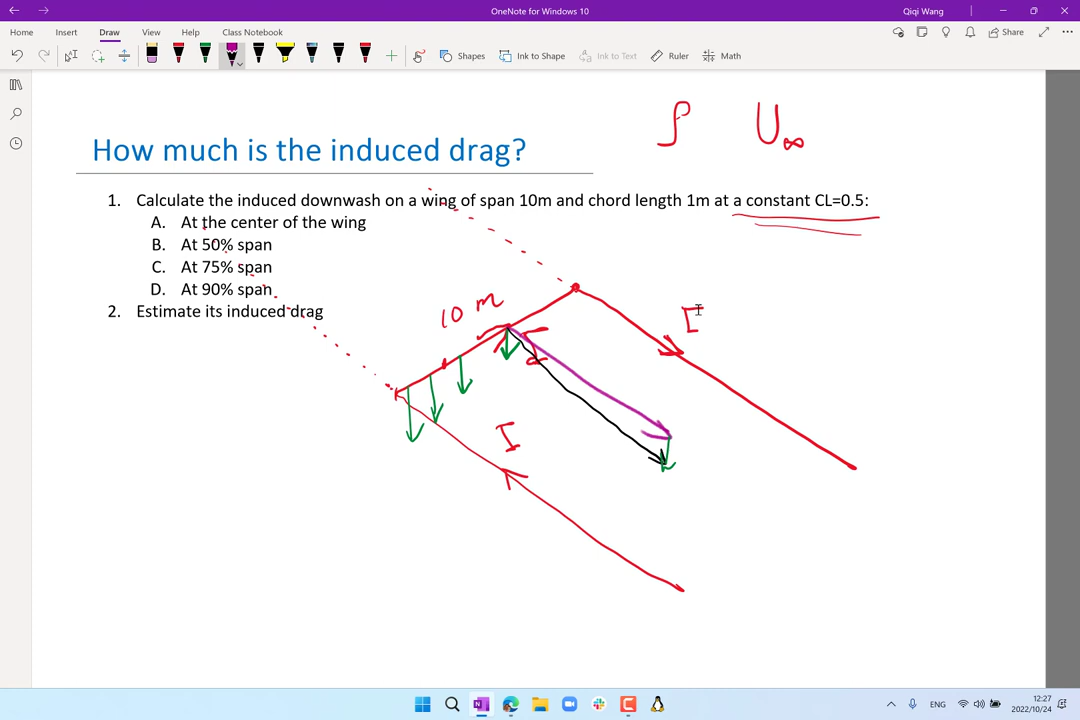 OneNote for Windows 10
Qiqi Wang
Home Insert Draw View Help Class Notebook
Share
Shapes Ink to Shape Ink to Text Ruler Math
ρ U∞
How much is the induced drag?
1. Calculate the induced downwash on a wing of span 10m and chord length 1m at a constant CL=0.5:
A. At the center of the wing
B. At 50% span
C. At 75% span
D. At 90% span
2. Estimate its induced drag
10 m
ENG
12:27
2022/10/24